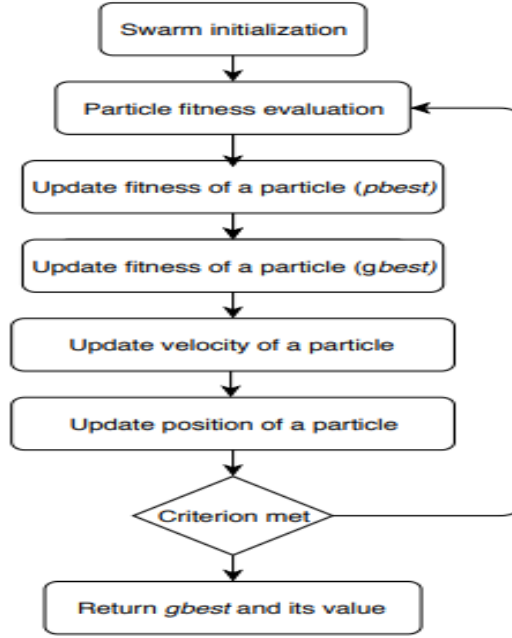 Swarm initialization
Particle fitness evaluation
Update fitness of a particle (pbest)
Update fitness of a particle (gbest)
Update velocity of a particle
Update position of a particle
Criterion met
Return gbest and its value